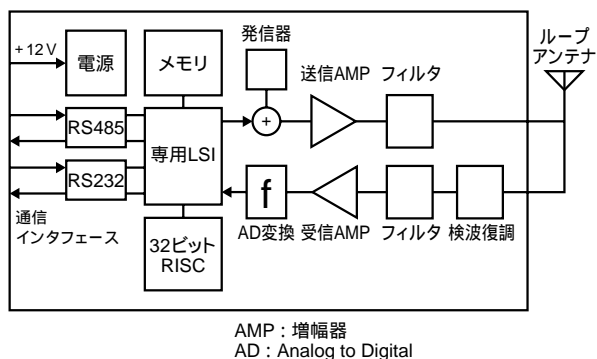 +12V
電源
メモリ
発信器
送信AMP フィルタ
ループ
アンテナ
RS485
専用LSI
+
RS232
f
通信
インタフェース
32ビット
RISC
AD変換 受信AMP フィルタ 検波復調
AMP:増幅器
AD:Analog to Digital